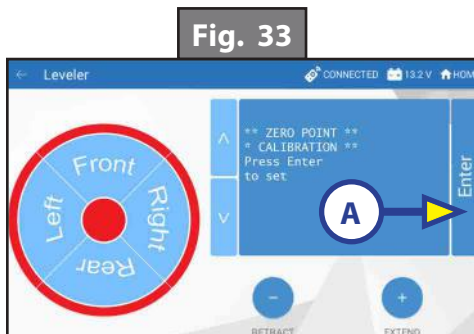 Fig. 33
← Leveler
CONNECTED 13.2 V HOM
Front
Left
Right
Rear
** ZERO POINT **
* CALIBRATION **
Press Enter
to set
Enter
A
RETRACT
EXTEND